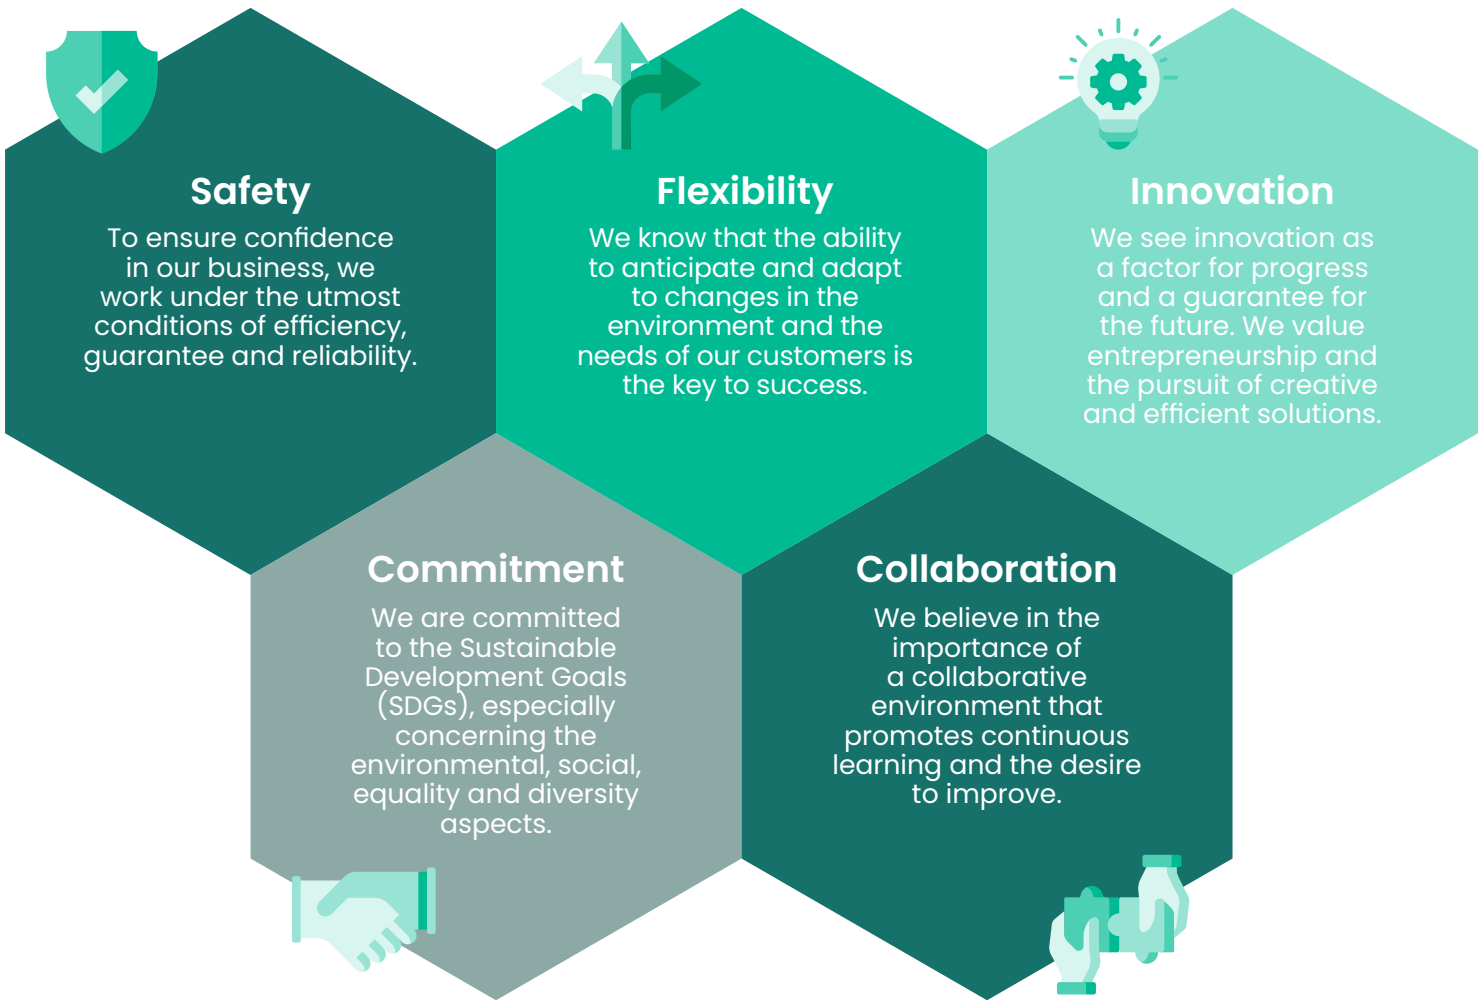 Safety
To ensure confidence
in our business, we
work under the utmost
conditions of efficiency,
guarantee and reliability.
Flexibility
We know that the ability
to anticipate and adapt
to changes in the
environment and the
needs of our customers is
the key to success.
Innovation
We see innovation as
a factor for progress
and a guarantee for
the future. We value
entrepreneurship and
the pursuit of creative
and efficient solutions.
Commitment
We are committed
to the Sustainable
Development Goals
(SDGs), especially
concerning the
environmental, social,
equality and diversity
aspects.
Collaboration
We believe in the
importance of
a collaborative
environment that
promotes continuous
learning and the desire
to improve.